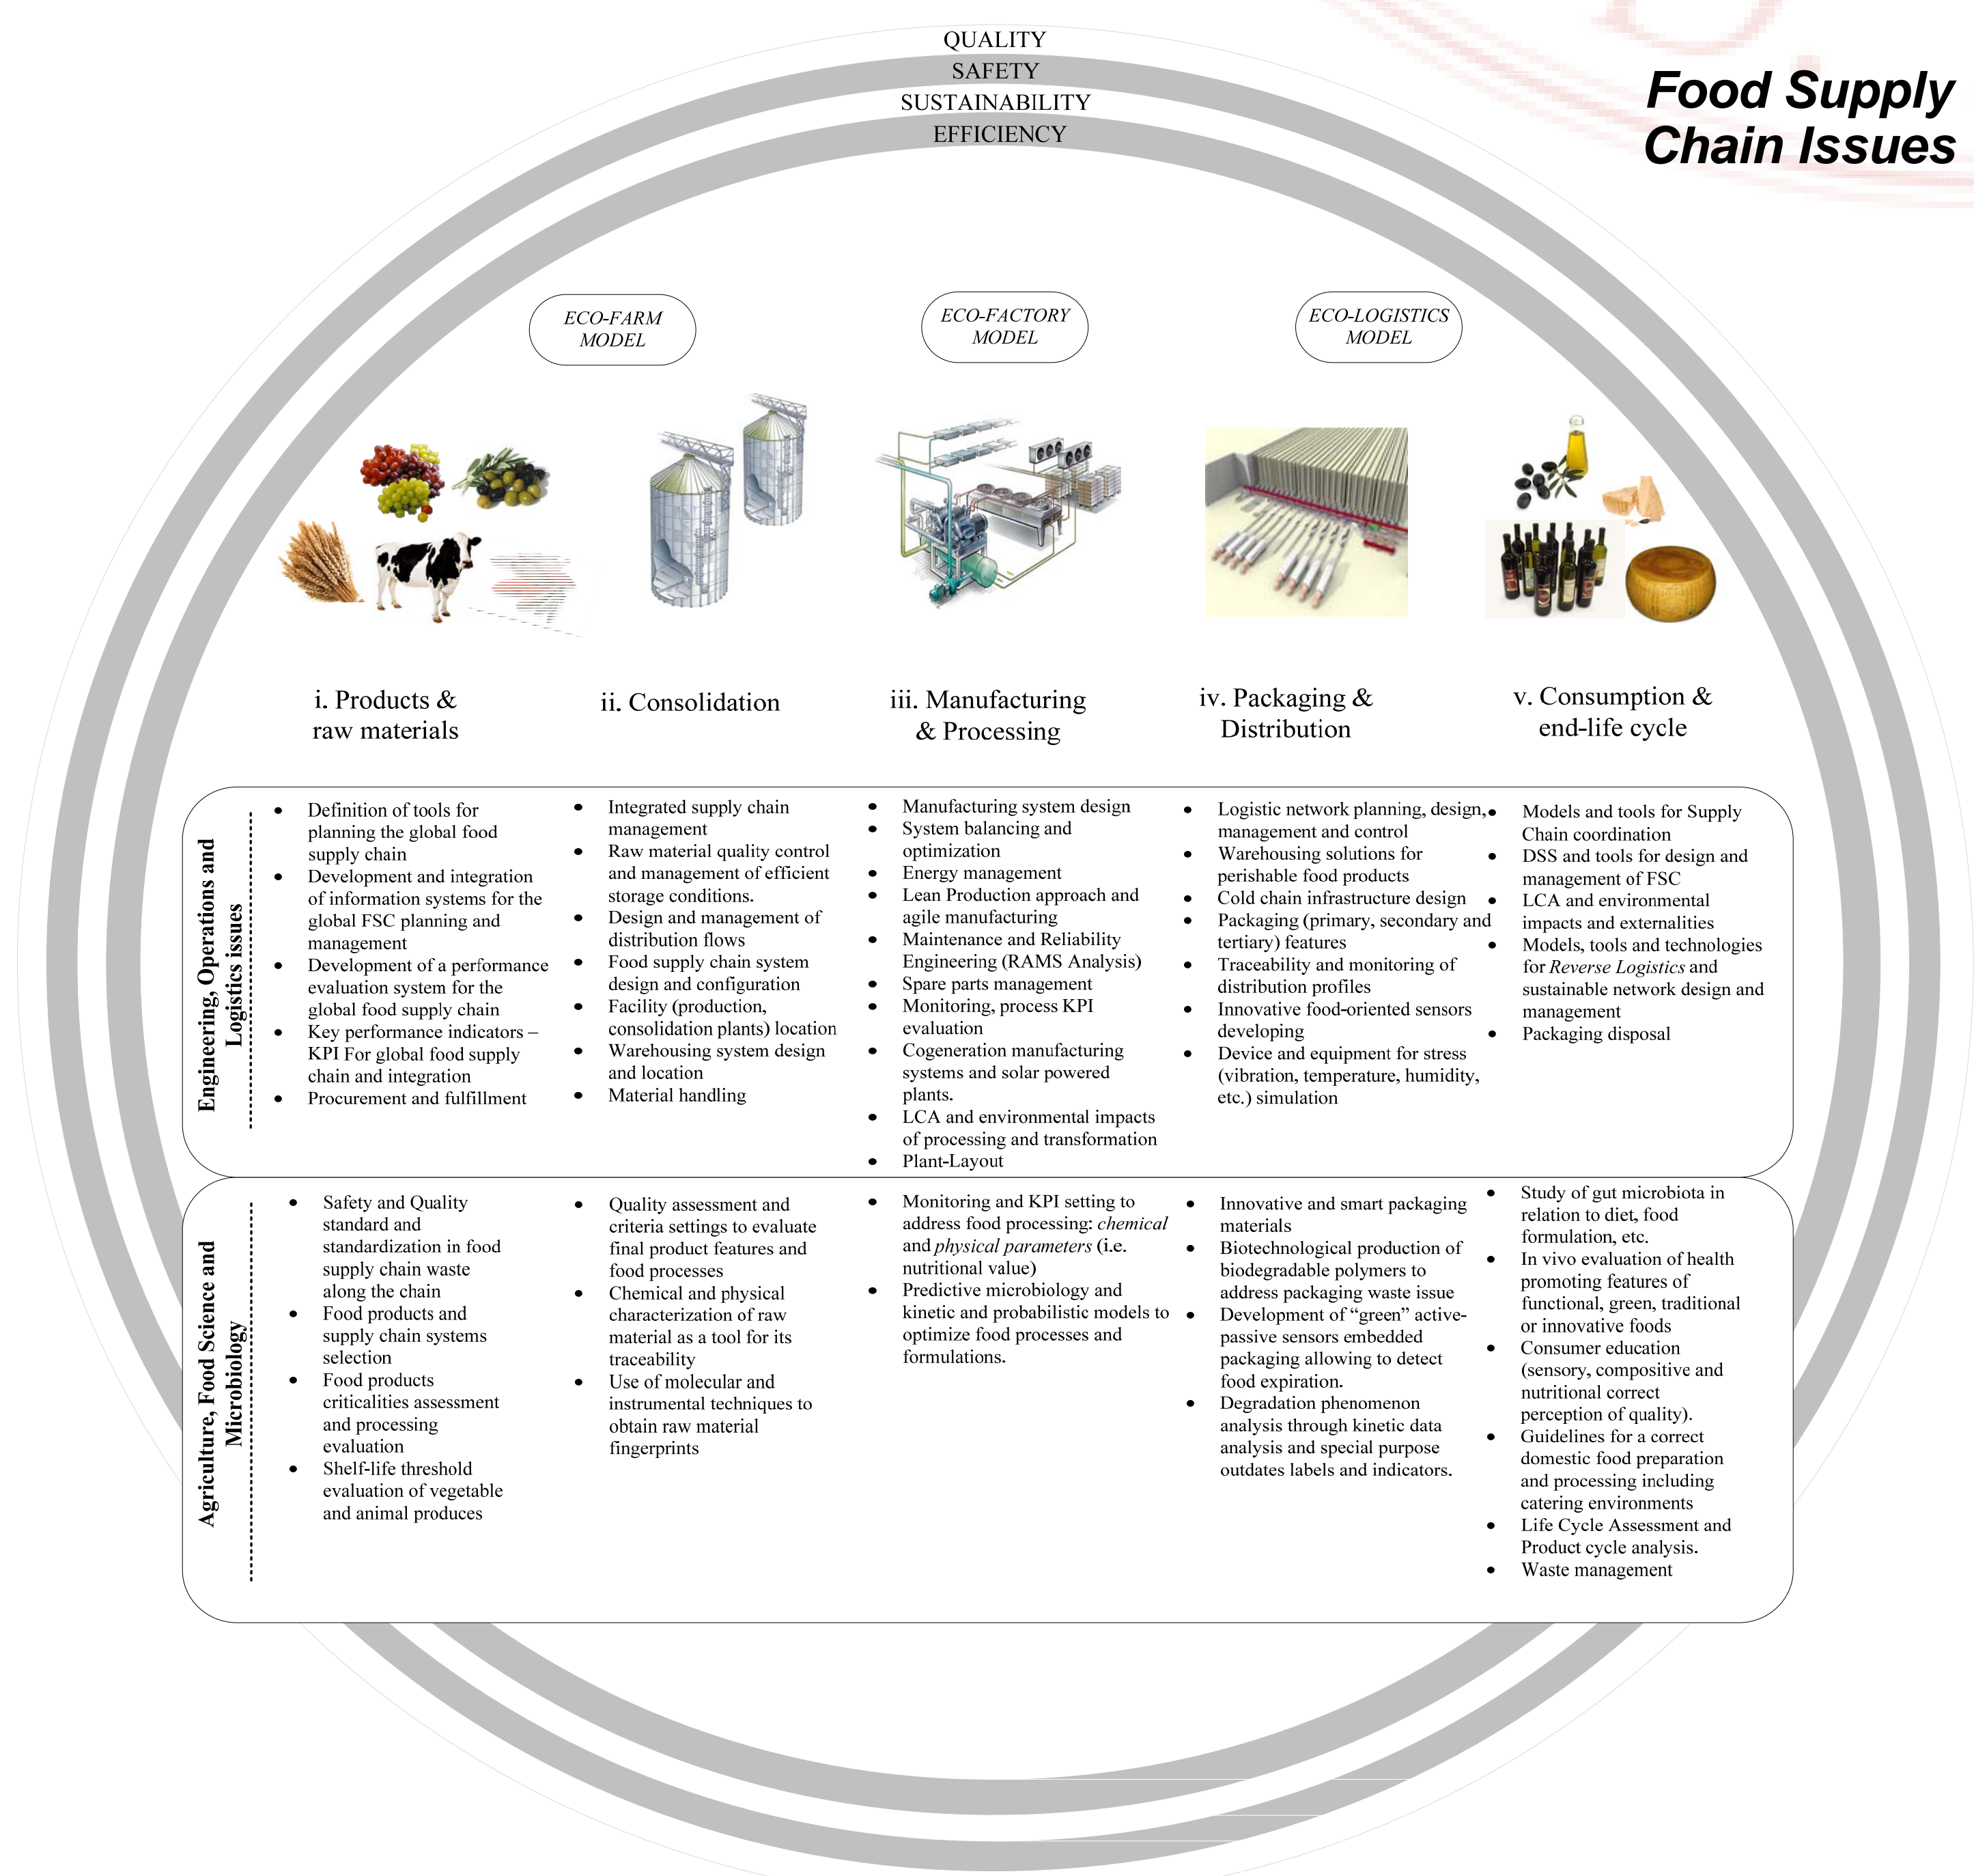 QUALITY
SAFETY
SUSTAINABILITY
EFFICIENCY
Food Supply
Chain Issues
ECO-FARM
MODEL
ECO-FACTORY
MODEL
ECO-LOGISTICS
MODEL
i. Products &
raw materials
ii. Consolidation
iii. Manufacturing
& Processing
iv. Packaging &
Distribution
v. Consumption &
end-life cycle
Engineering, Operations and
Logistics issues
• Definition of tools for
planning the global food
supply chain
• Development and integration
of information systems for the
global FSC planning and
management
• Development of a performance
evaluation system for the
global food supply chain
• Key performance indicators –
KPI For global food supply
chain and integration
• Procurement and fulfillment
• Integrated supply chain
management
• Raw material quality control
and management of efficient
storage conditions.
• Design and management of
distribution flows
• Food supply chain system
design and configuration
• Facility (production,
consolidation plants) location
• Warehousing system design
and location
• Material handling
• Manufacturing system design
• System balancing and
optimization
• Energy management
• Lean Production approach and
agile manufacturing
• Maintenance and Reliability
Engineering (RAMS Analysis)
• Spare parts management
• Monitoring, process KPI
evaluation
• Cogeneration manufacturing
systems and solar powered
plants.
• LCA and environmental impacts
of processing and transformation
• Plant-Layout
• Logistic network planning, design,
management and control
• Warehousing solutions for
perishable food products
• Cold chain infrastructure design
• Packaging (primary, secondary and
tertiary) features
• Traceability and monitoring of
distribution profiles
• Innovative food-oriented sensors
developing
• Device and equipment for stress
(vibration, temperature, humidity,
etc.) simulation
• Models and tools for Supply
Chain coordination
• DSS and tools for design and
management of FSC
• LCA and environmental
impacts and externalities
• Models, tools and technologies
for Reverse Logistics and
sustainable network design and
management
• Packaging disposal
Agriculture, Food Science and
Microbiology
• Safety and Quality
standard and
standardization in food
supply chain waste
along the chain
• Food products and
supply chain systems
selection
• Food products
criticalities assessment
and processing
evaluation
• Shelf-life threshold
evaluation of vegetable
and animal produces
• Quality assessment and
criteria settings to evaluate
final product features and
food processes
• Chemical and physical
characterization of raw
material as a tool for its
traceability
• Use of molecular and
instrumental techniques to
obtain raw material
fingerprints
• Monitoring and KPI setting to
address food processing: chemical
and physical parameters (i.e.
nutritional value)
• Predictive microbiology and
kinetic and probabilistic models to
optimize food processes and
formulations.
• Innovative and smart packaging
materials
• Biotechnological production of
biodegradable polymers to
address packaging waste issue
• Development of “green” active-
passive sensors embedded
packaging allowing to detect
food expiration.
• Degradation phenomenon
analysis through kinetic data
analysis and special purpose
outdates labels and indicators.
• Study of gut microbiota in
relation to diet, food
formulation, etc.
• In vivo evaluation of health
promoting features of
functional, green, traditional
or innovative foods
• Consumer education
(sensory, compositive and
nutritional correct
perception of quality).
• Guidelines for a correct
domestic food preparation
and processing including
catering environments
• Life Cycle Assessment and
Product cycle analysis.
• Waste management